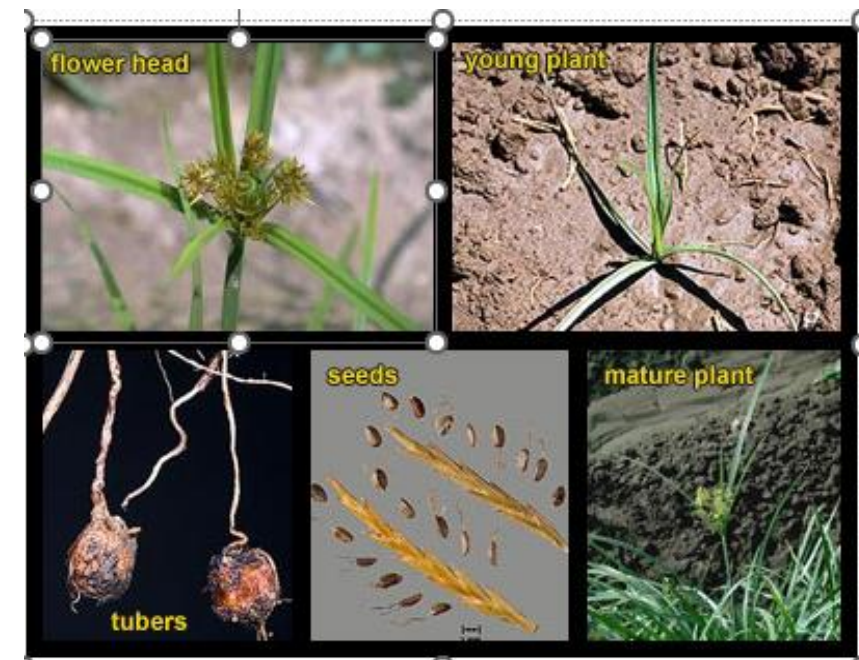 flower head
young plant
seeds
mature plant
tubers